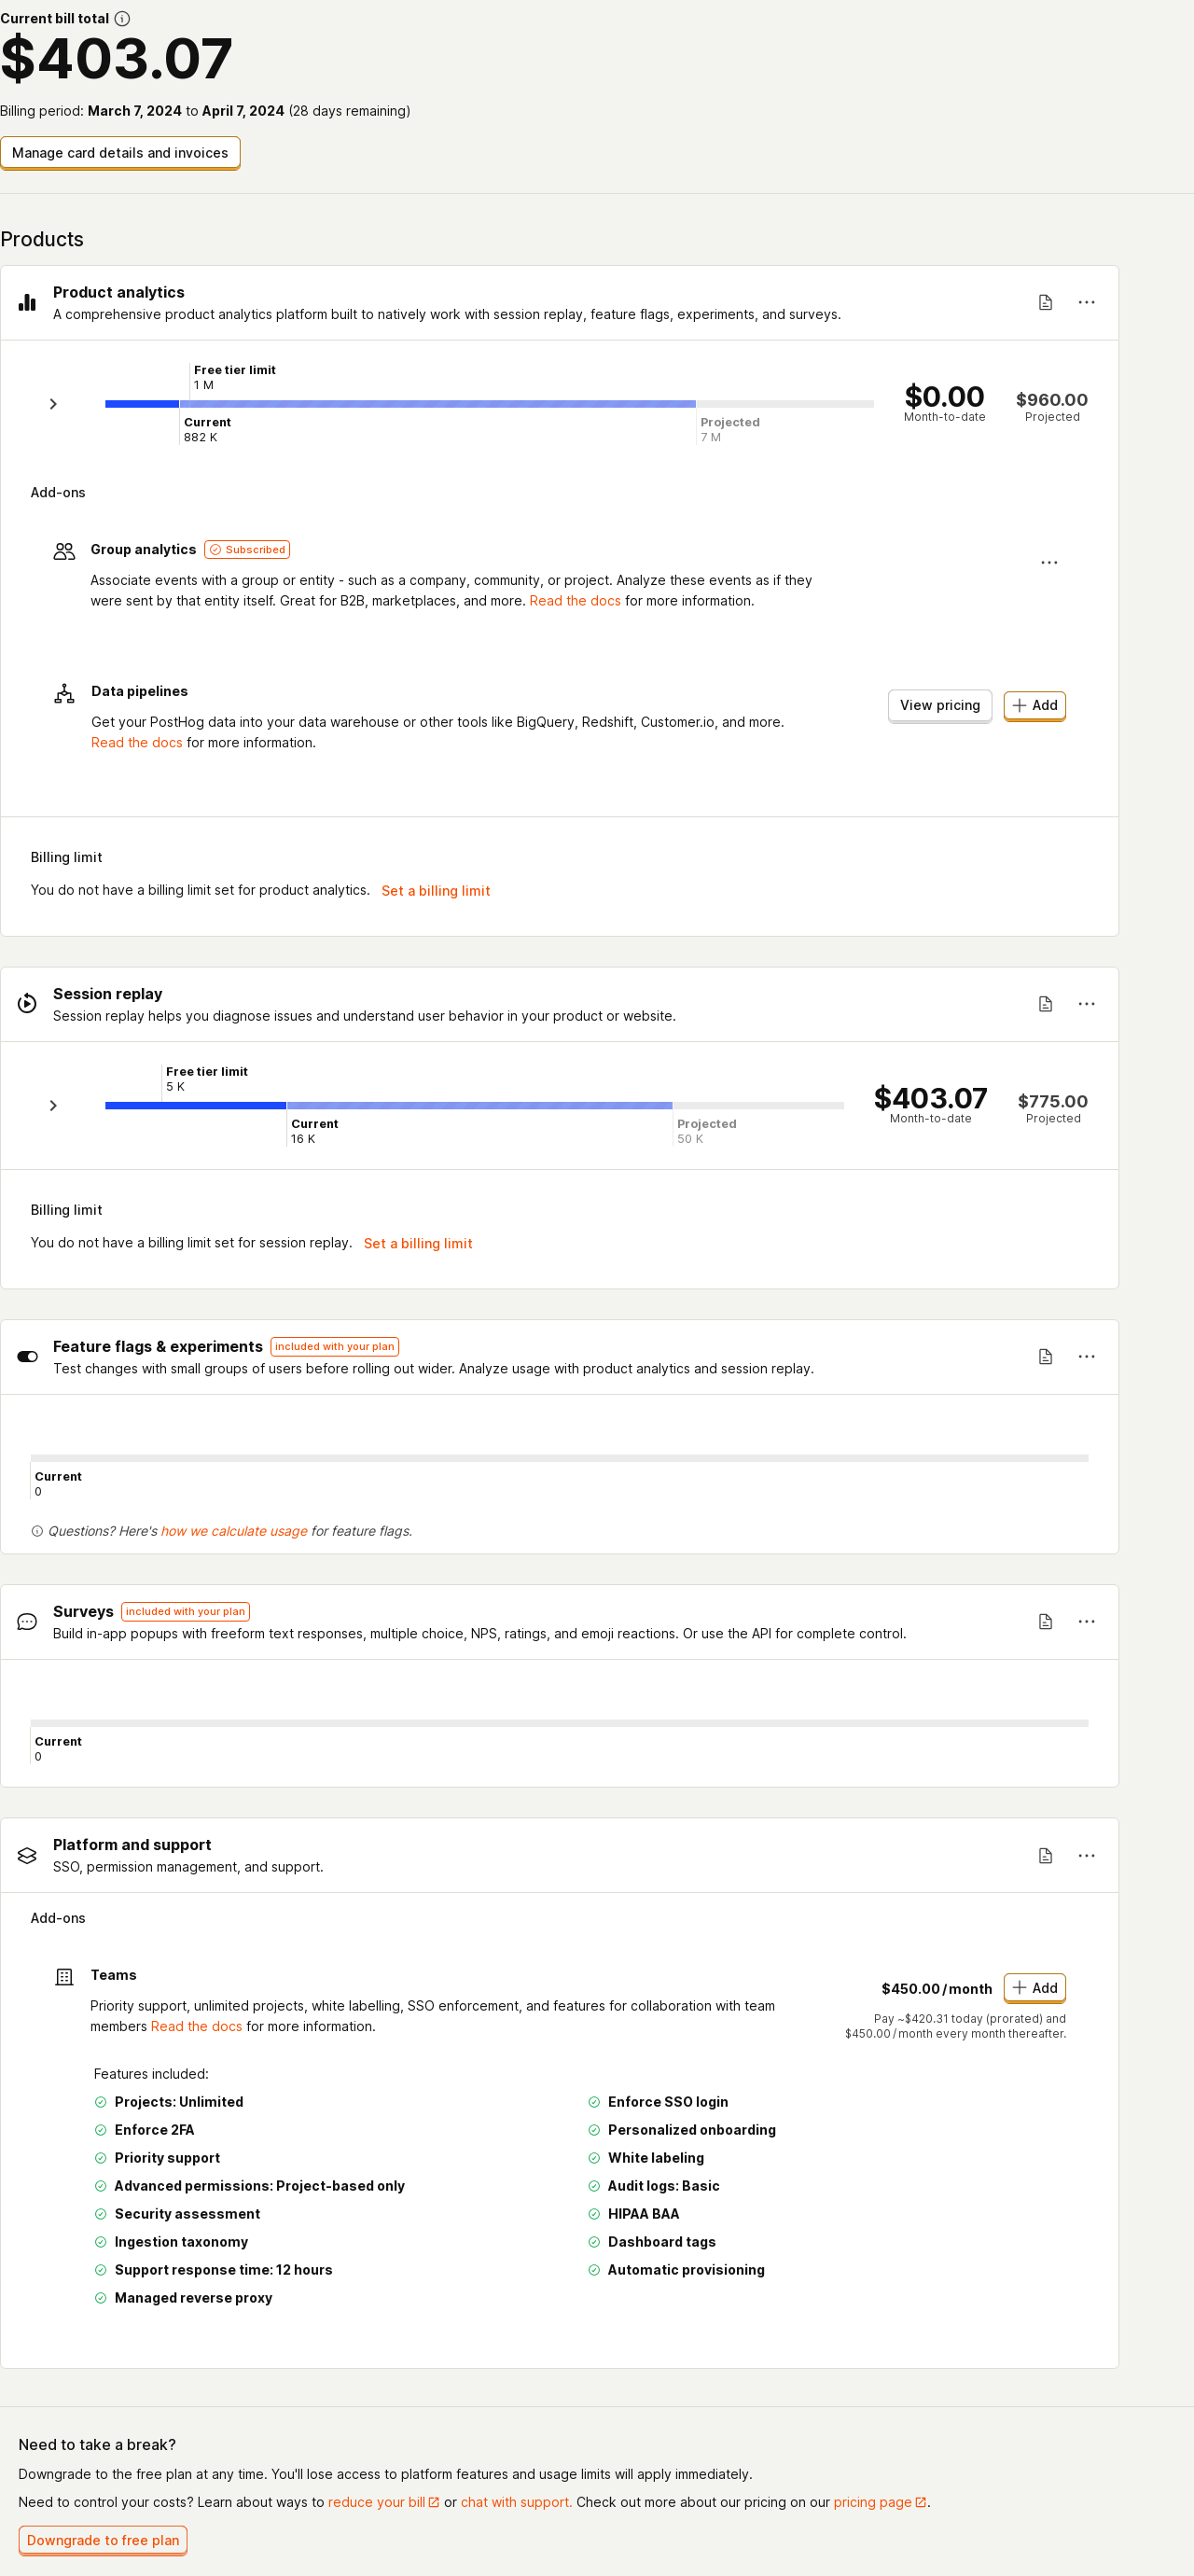 Current bill total
$403.07
Billing period: March 7, 2024 to April 7, 2024 (28 days remaining)
Manage card details and invoices
Products
Product analytics
A comprehensive product analytics platform built to natively work with session replay, feature flags, experiments, and surveys.
Free tier limit
1 M
Current
882 K
Projected
7 M
$0.00
Month-to-date
$960.00
Projected
Add-ons
Group analytics Subscribed
Associate events with a group or entity - such as a company, community, or project. Analyze these events as if they
were sent by that entity itself. Great for B2B, marketplaces, and more. Read the docs for more information.
Data pipelines
Get your PostHog data into your data warehouse or other tools like BigQuery, Redshift, Customer.io, and more.
Read the docs for more information.
View pricing
Add
Billing limit
You do not have a billing limit set for product analytics. Set a billing limit
Session replay
Session replay helps you diagnose issues and understand user behavior in your product or website.
Free tier limit
5 K
Current
16 K
Projected
50 K
$403.07
Month-to-date
$775.00
Projected
Billing limit
You do not have a billing limit set for session replay. Set a billing limit
Feature flags & experiments included with your plan
Test changes with small groups of users before rolling out wider. Analyze usage with product analytics and session replay.
Current
0
Questions? Here's how we calculate usage for feature flags.
Surveys included with your plan
Build in-app popups with freeform text responses, multiple choice, NPS, ratings, and emoji reactions. Or use the API for complete control.
Current
0
Platform and support
SSO, permission management, and support.
Add-ons
Teams
Priority support, unlimited projects, white labelling, SSO enforcement, and features for collaboration with team
members Read the docs for more information.
$450.00/month
Add
Pay ~$420.31 today (prorated) and
$450.00/month every month thereafter.
Features included:
Projects: Unlimited
Enforce SSO login
Enforce 2FA
Personalized onboarding
Priority support
White labeling
Advanced permissions: Project-based only
Audit logs: Basic
Security assessment
HIPAA BAA
Ingestion taxonomy
Dashboard tags
Support response time: 12 hours
Automatic provisioning
Managed reverse proxy
Need to take a break?
Downgrade to the free plan at any time. You'll lose access to platform features and usage limits will apply immediately.
Need to control your costs? Learn about ways to reduce your bill or chat with support. Check out more about our pricing on our pricing page.
Downgrade to free plan